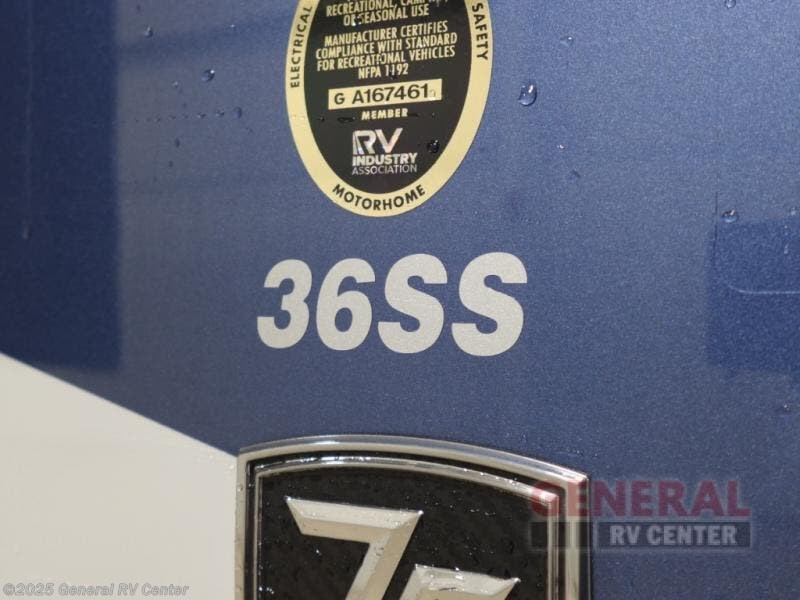 ELECTRICAL
SAFETY
RECREATIONAL,
OR SEASONAL USE
MANUFACTURER CERTIFIES
COMPLIANCE WITH STANDARD
FOR RECREATIONAL VEHICLES
NFPA 1192
G A167461
MEMBER
RV
INDUSTRY
ASSOCIATION
MOTORHOME
36SS
GENERAL
RV CENTER
©2025 General RV Center